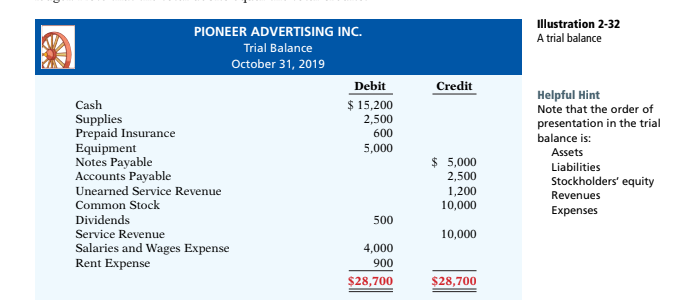 PIONEER ADVERTISING INC.
Trial Balance
October 31, 2019
Debit Credit
Cash $ 15,200
Supplies 2,500
Prepaid Insurance 600
Equipment 5,000
Notes Payable $ 5,000
Accounts Payable 2,500
Unearned Service Revenue 1,200
Common Stock 10,000
Dividends 500
Service Revenue 10,000
Salaries and Wages Expense 4,000
Rent Expense 900
$28,700 $28,700
Illustration 2-32
A trial balance
Helpful Hint
Note that the order of
presentation in the trial
balance is:
Assets
Liabilities
Stockholders' equity
Revenues
Expenses